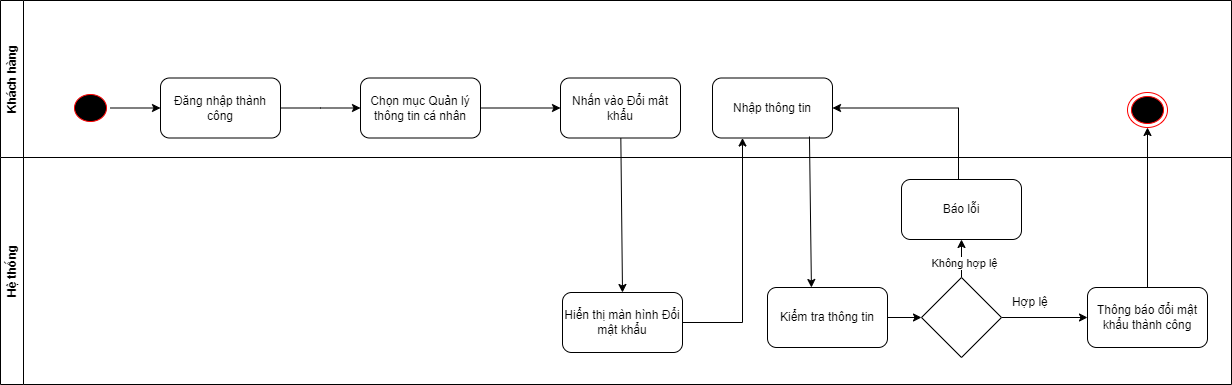 Khách hàng
Đăng nhập thành
công
Chọn mục Quản lý
thông tin cá nhân
Nhấn vào Đổi mât
khẩu
Nhập thông tin
Hệ thống
Báo lỗi
Không hợp lệ
Hiển thị màn hình Đổi
mật khẩu
Kiểm tra thông tin
Hợp lệ
Thông báo đổi mật
khẩu thành công